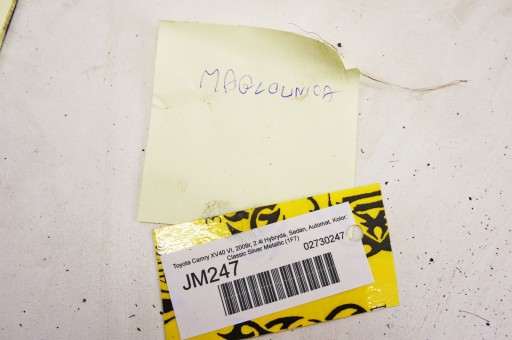 MAGLOWNICA
Toyota Camry XV40 VI, 2009r, 2.4i Hybryda, Sedan, Automat, Kolor:
Classic Silver Metallic (1F7)
JM247
02730247